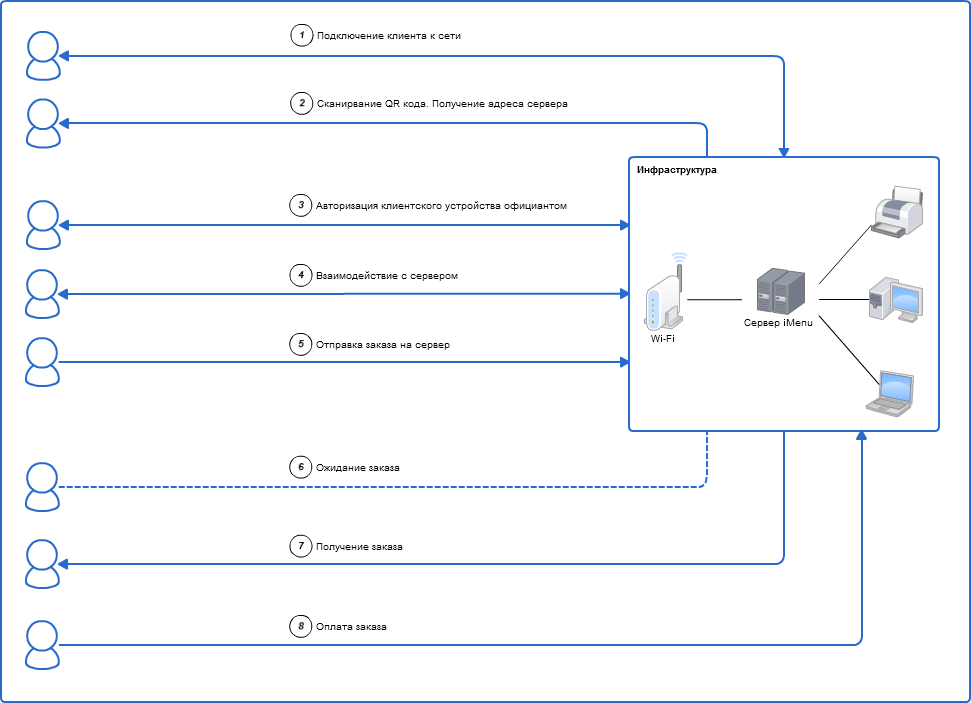 1 Подключение клиента к сети
2 Сканирвание QR кода. Получение адреса сервера
Инфраструктура
3 Авторизация клиентского устройства официантом
4 Взаимодействие с сервером
Сервер iMenu
Wi-Fi
5 Отправка заказа на сервер
6 Ожидание заказа
7 Получение заказа
8 Оплата заказа